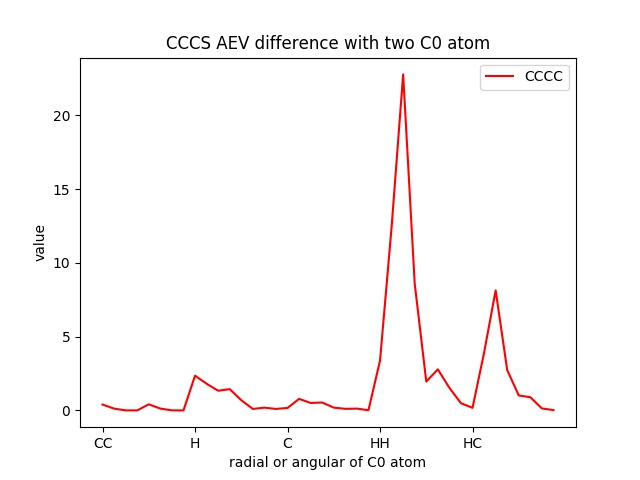 CCCS AEV difference with two C0 atom
CCCC
20
15
10
5
0
value
CC H C HH HC
radial or angular of C0 atom